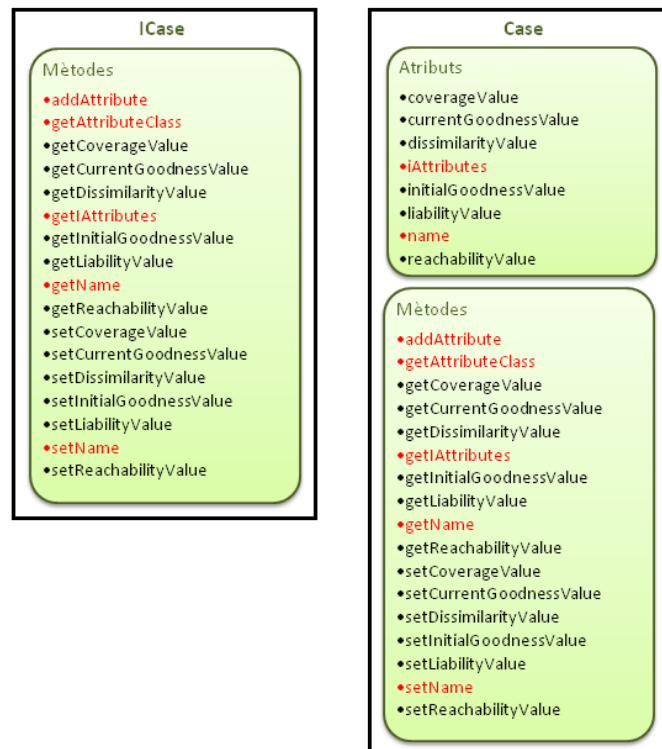 ICase
Mètodes
•addAttribute
•getAttributeClass
•getCoverageValue
•getCurrentGoodnessValue
•getDissimilarityValue
•getIAttributes
•getInitialGoodnessValue
•getLiabilityValue
•getName
•getReachabilityValue
•setCoverageValue
•setCurrentGoodnessValue
•setDissimilarityValue
•setInitialGoodnessValue
•setLiabilityValue
•setName
•setReachabilityValue
Case
Atributs
•coverageValue
•currentGoodnessValue
•dissimilarityValue
•iAttributes
•initialGoodnessValue
•liabilityValue
•name
•reachabilityValue
Mètodes
•addAttribute
•getAttributeClass
•getCoverageValue
•getCurrentGoodnessValue
•getDissimilarityValue
•getIAttributes
•getInitialGoodnessValue
•getLiabilityValue
•getName
•getReachabilityValue
•setCoverageValue
•setCurrentGoodnessValue
•setDissimilarityValue
•setInitialGoodnessValue
•setLiabilityValue
•setName
•setReachabilityValue